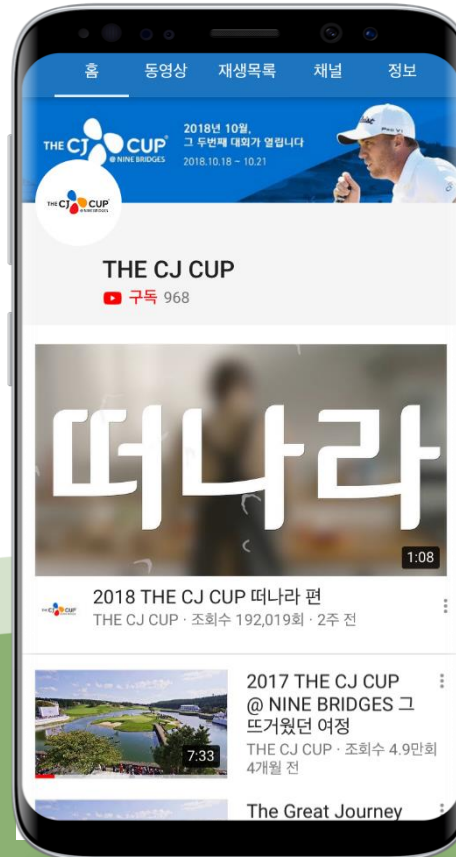 홈 동영상 재생목록 채널 정보
THE CJ CUP®
@ NINE BRIDGES
2018년 10월,
그 두번째 대회가 열립니다
2018.10.18 – 10.21
THE CJ CUP
@ NINE BRIDGES
THE CJ CUP
구독 968
떠나라
1:08
THE CJ CUP
2018 THE CJ CUP 떠나라 편
THE CJ CUP · 조회수 192,019회 · 2주 전
7:33
2017 THE CJ CUP
@ NINE BRIDGES 그
뜨거웠던 여정
THE CJ CUP · 조회수 4.9만회
4개월 전
The Great Journey